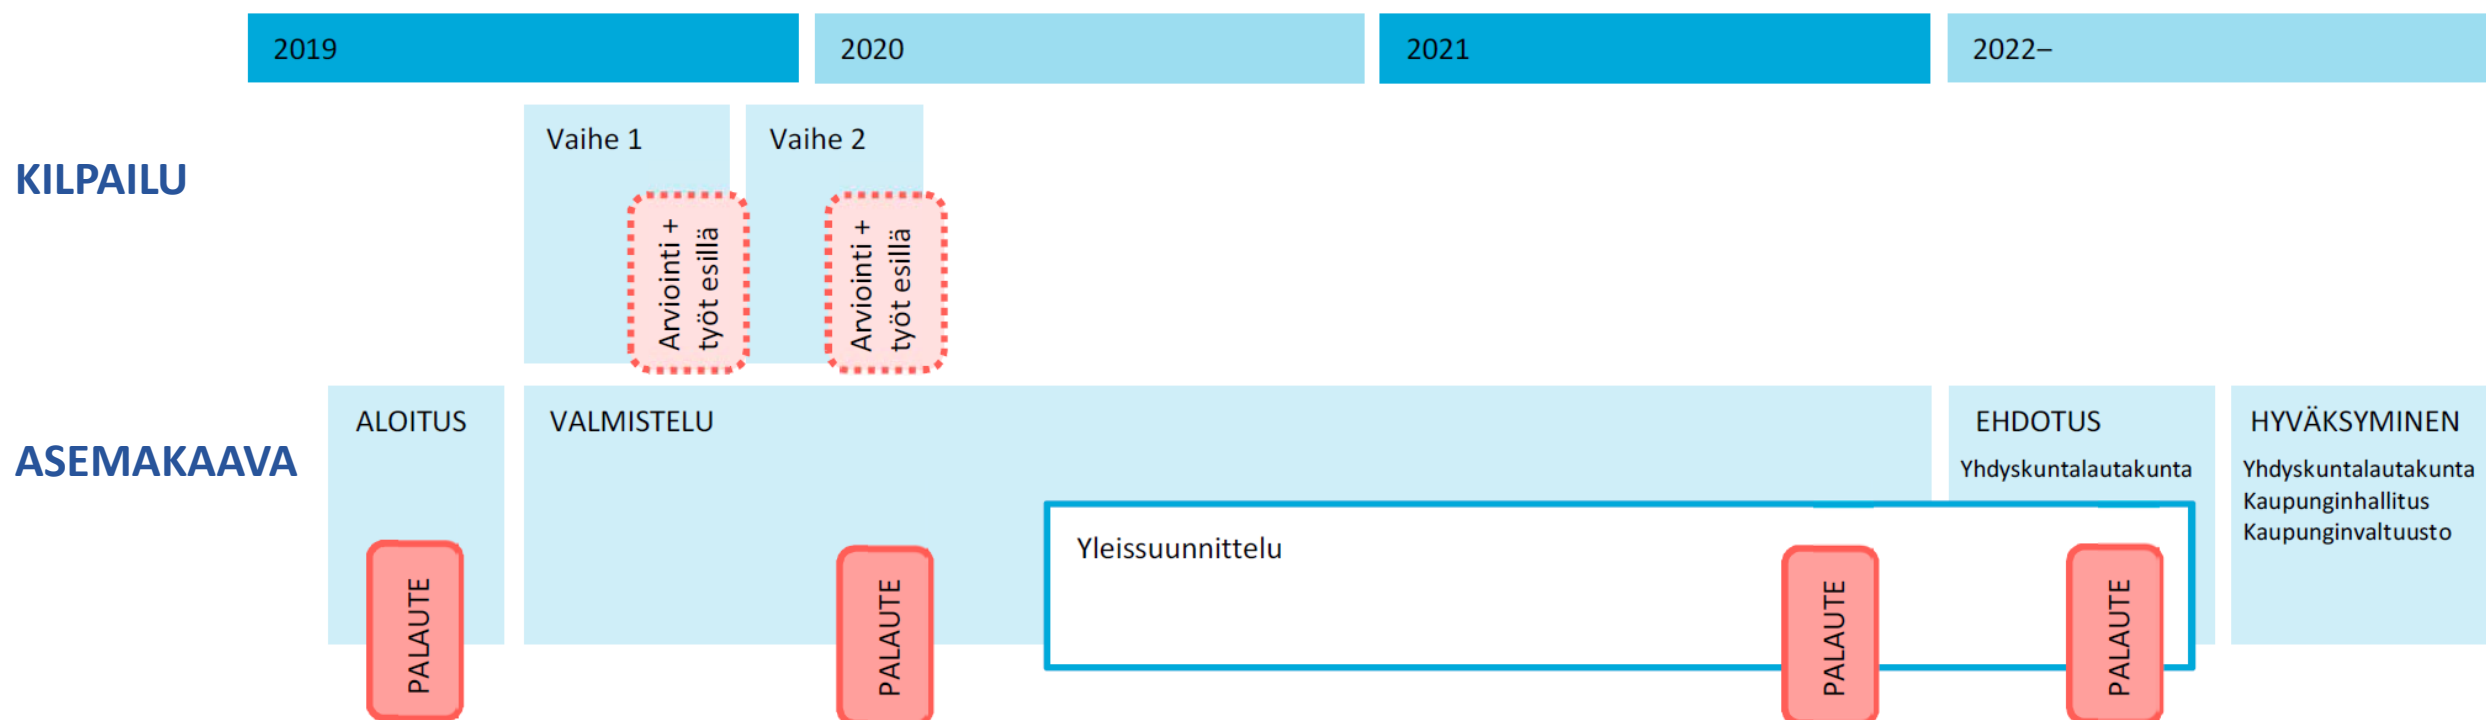 2019
2020
2021
2022–
KILPAILU
Vaihe 1
Vaihe 2
Arviointi +
työt esillä
Arviointi +
työt esillä
ASEMAKAAVA
ALOITUS
VALMISTELU
EHDOTUS
Yhdyskuntalautakunta
HYVÄKSYMINEN
Yhdyskuntalautakunta
Kaupunginhallitus
Kaupunginvaltuusto
Yleissuunnittelu
PALAUTE
PALAUTE
PALAUTE
PALAUTE